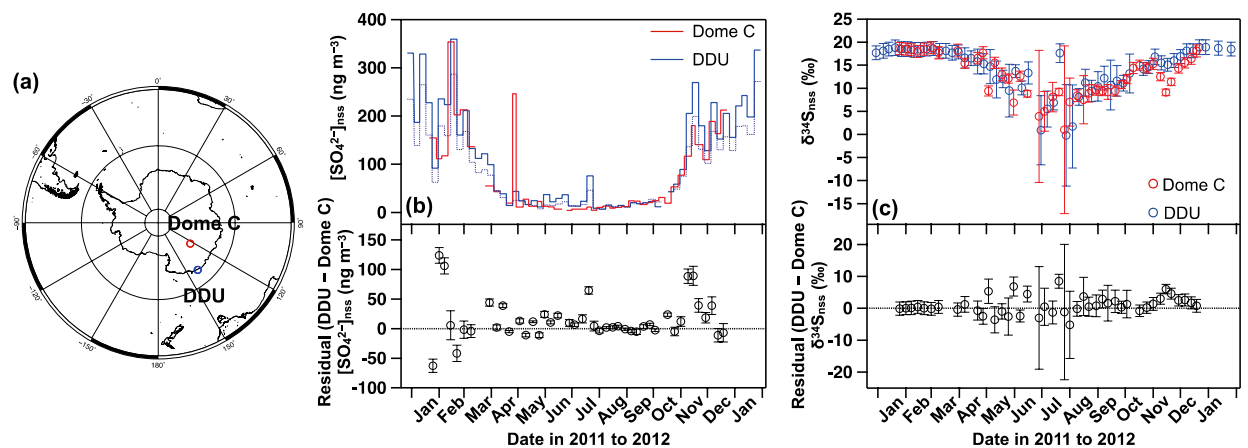 (a)
0°
30°
60°
90°
120°
150°
180°
−150°
−120°
−90°
−60°
−30°
Dome C
DDU
400
300
200
100
0
[SO₄²⁻]nss (ng m⁻³)
Dome C
DDU
(b)
150
100
50
0
-50
-100
Residual (DDU − Dome C)
[SO₄²⁻]nss (ng m⁻³)
Jan Feb Mar Apr May Jun Jul Aug Sep Oct Nov Dec Jan
Date in 2011 to 2012
25
20
15
10
5
0
-5
-10
-15
δ³⁴Snss (‰)
Dome C
DDU
(c)
20
10
0
-10
-20
Residual (DDU − Dome C)
δ³⁴Snss (‰)
Jan Feb Mar Apr May Jun Jul Aug Sep Oct Nov Dec Jan
Date in 2011 to 2012